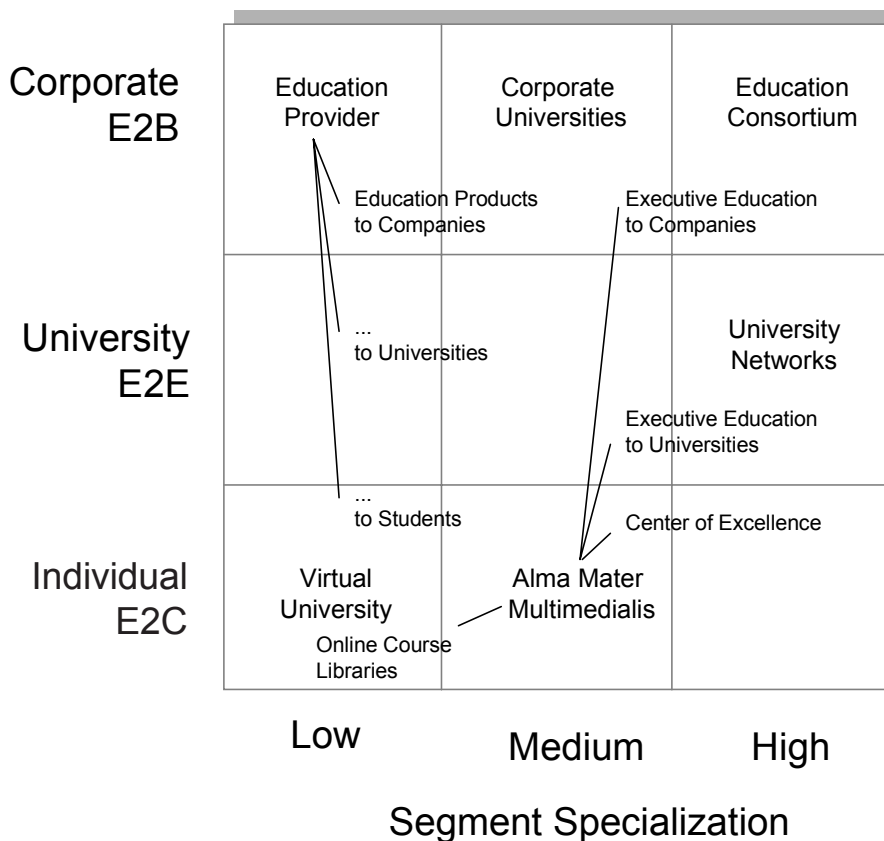 Corporate
E2B
Education
Provider
Corporate
Universities
Education
Consortium
Education Products
to Companies
Executive Education
to Companies
University
E2E
...
to Universities
University
Networks
Executive Education
to Universities
...
to Students
Center of Excellence
Individual
E2C
Virtual
University
Alma Mater
Multimedialis
Online Course
Libraries
Low
Medium
High
Segment Specialization